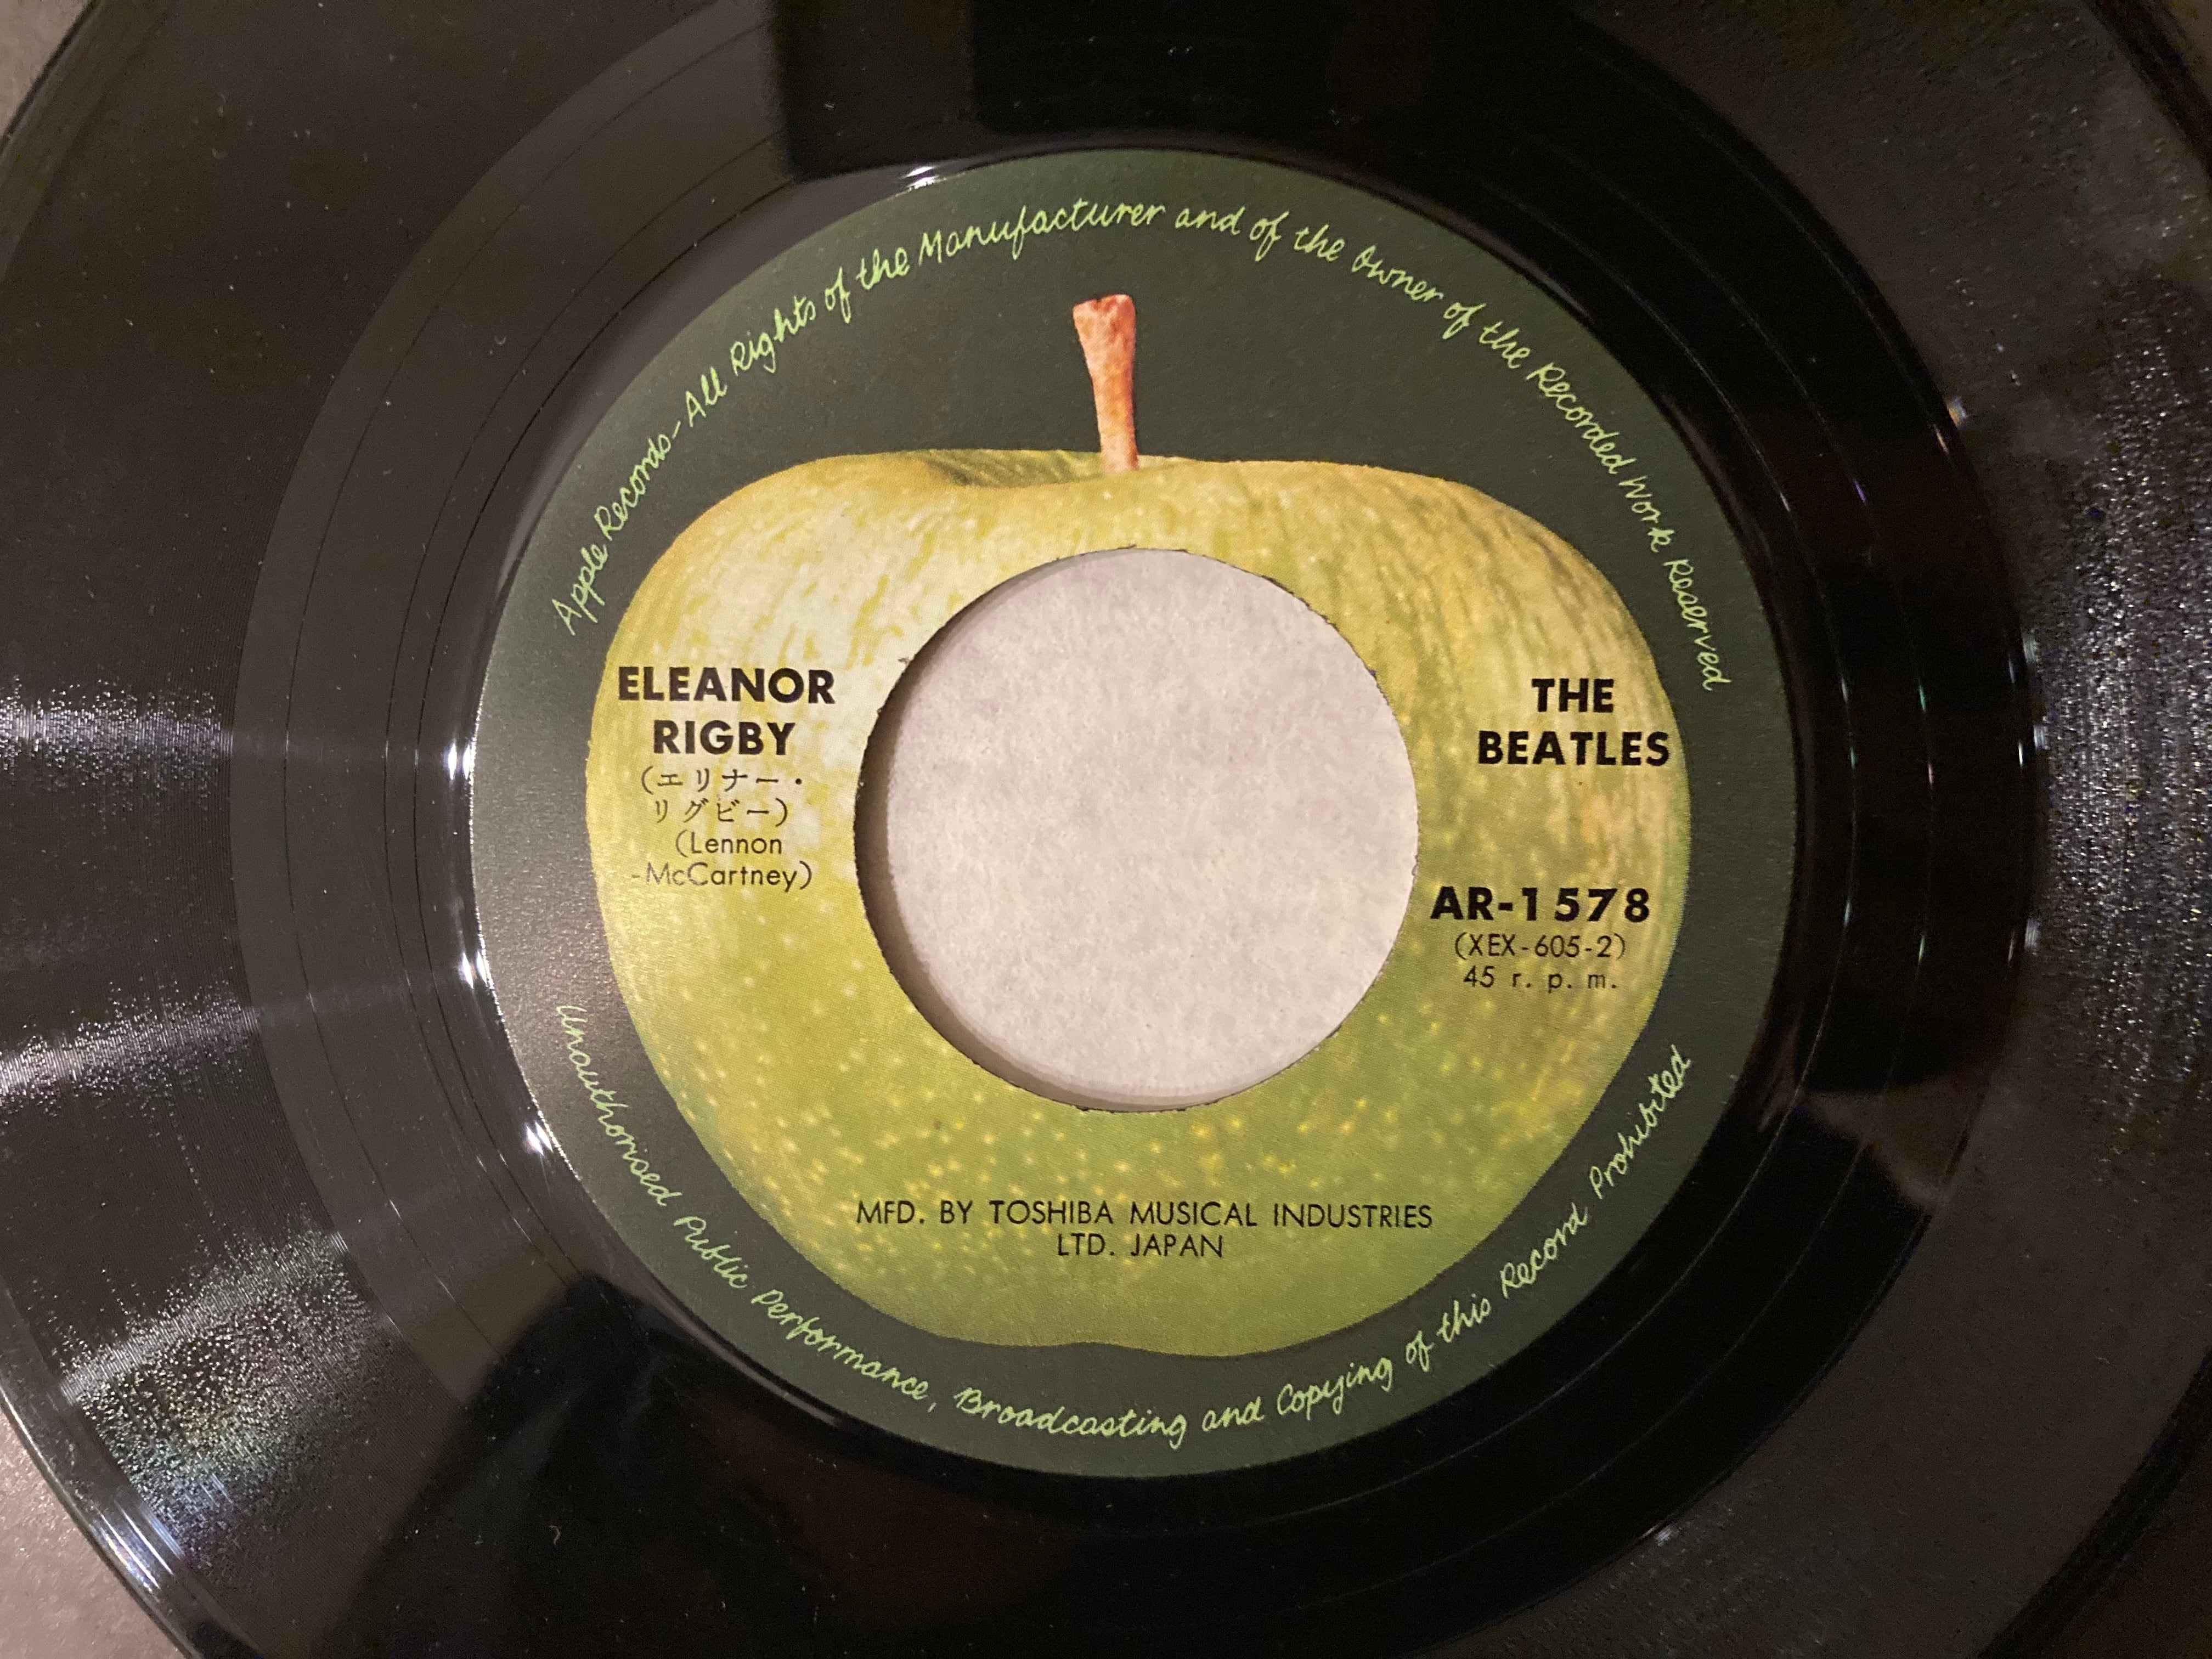 Apple Records-All Rights of the Manufacturer and of the Owner of the Recorded Work Reserved
ELEANOR
RIGBY
(エリナー・
リグビー)
(Lennon
-McCartney)
THE
BEATLES
AR-1578
(XEX-605-2)
45 r. p. m.
MFD. BY TOSHIBA MUSICAL INDUSTRIES
LTD. JAPAN
Unauthorised Public Performance, Broadcasting and Copying of this Record Prohibited